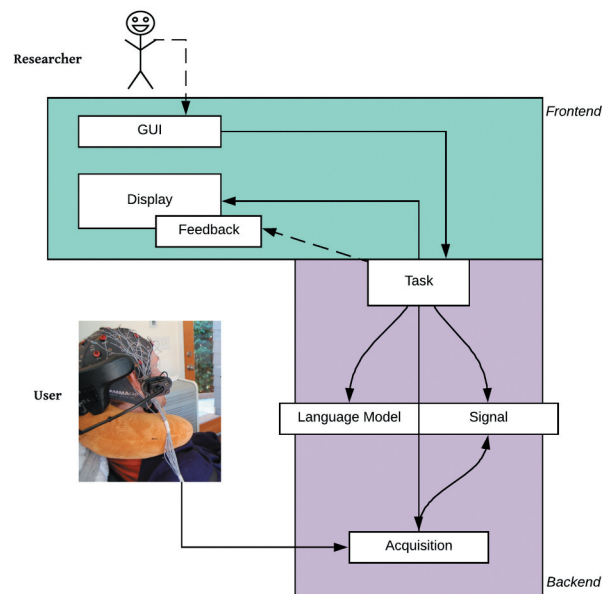 Researcher
Frontend
GUI
Display
Feedback
Task
User
Language Model
Signal
Acquisition
Backend